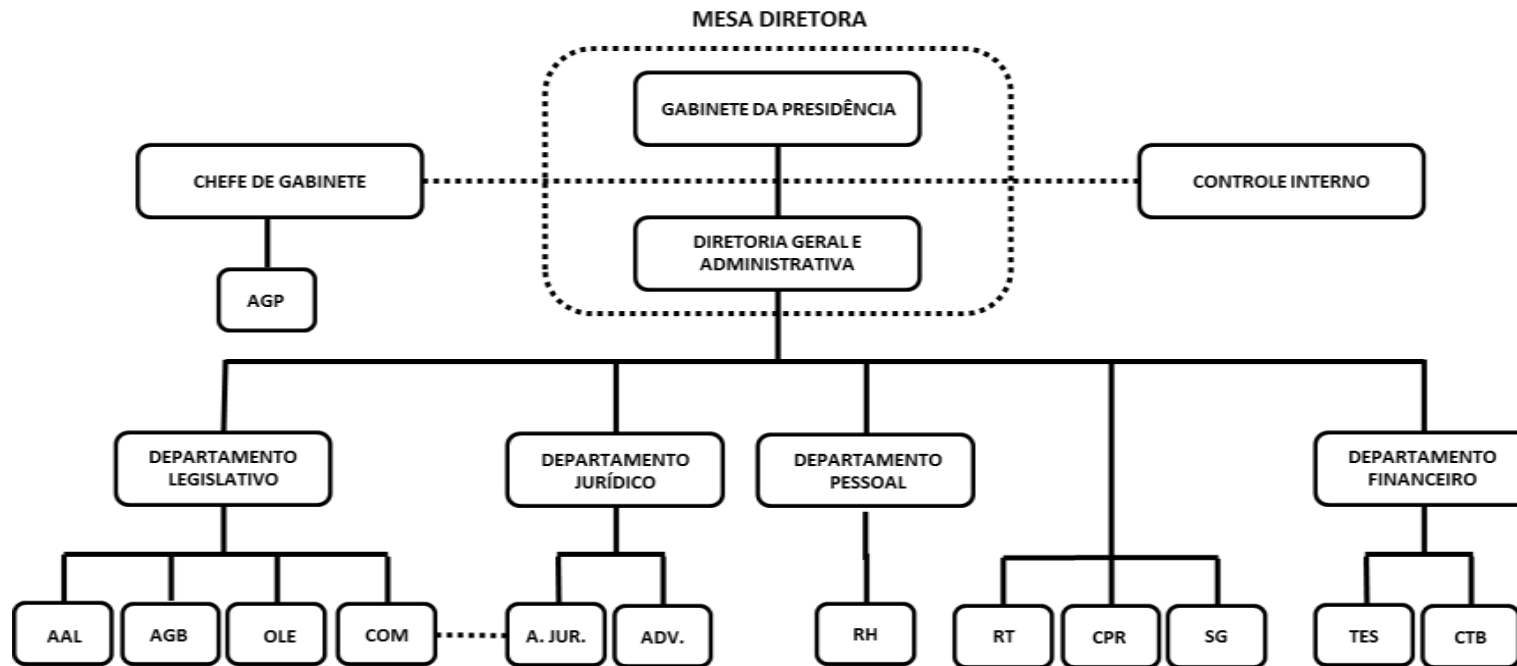 MESA DIRETORA
GABINETE DA PRESIDÊNCIA
CHEFE DE GABINETE
CONTROLE INTERNO
DIRETORIA GERAL E
ADMINISTRATIVA
AGP
DEPARTAMENTO
LEGISLATIVO
DEPARTAMENTO
JURÍDICO
DEPARTAMENTO
PESSOAL
DEPARTAMENTO
FINANCEIRO
AAL
AGB
OLE
COM
A. JUR.
ADV.
RH
RT
CPR
SG
TES
CTB